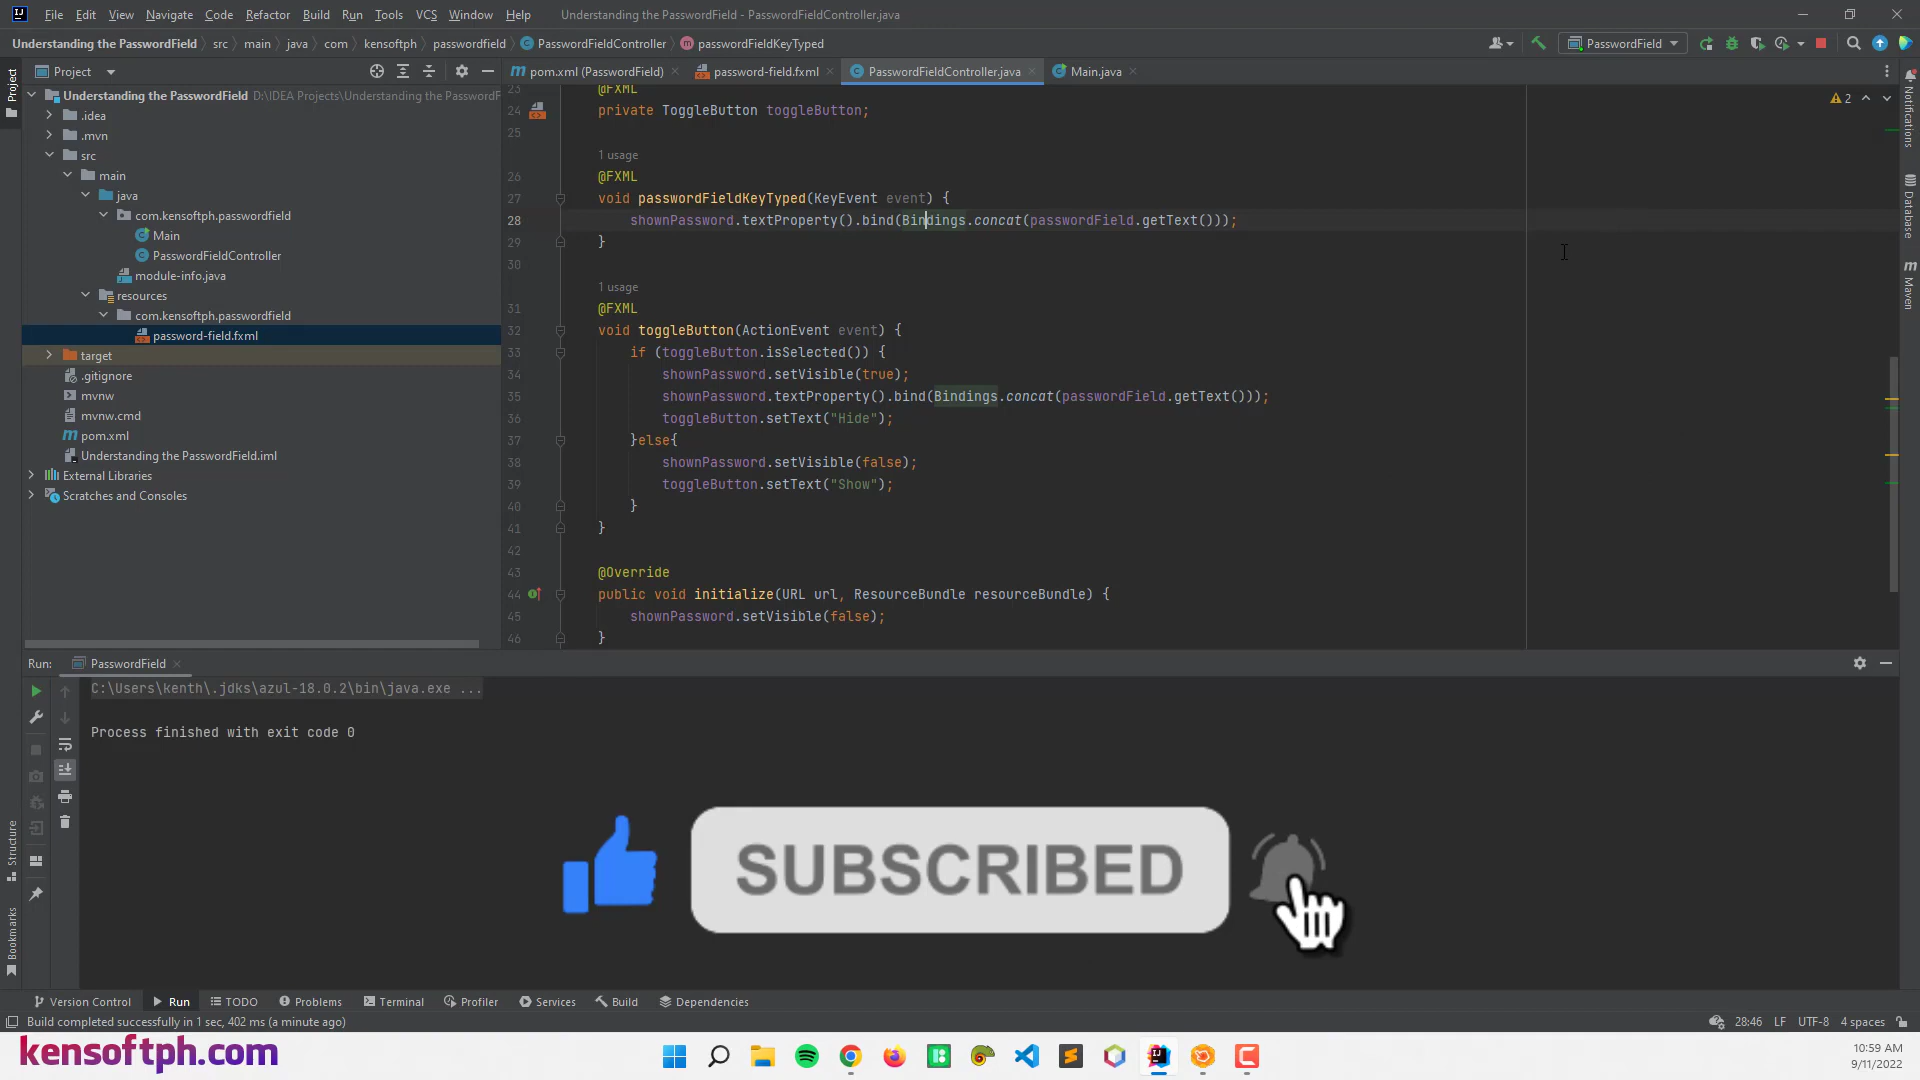 File Edit View Navigate Code Refactor Build Run Tools VCS Window Help Understanding the PasswordField - PasswordFieldController.java
Understanding the PasswordField src main java com kensoftph passwordfield PasswordFieldController passwordFieldKeyTyped PasswordField
Project
Project
pom.xml (PasswordField) password-field.fxml PasswordFieldController.java Main.java
Understanding the PasswordField D:\IDEA Projects\Understanding the PasswordF
.idea
.mvn
src
main
java
com.kensoftph.passwordfield
Main
PasswordFieldController
module-info.java
resources
com.kensoftph.passwordfield
password-field.fxml
target
.gitignore
mvnw
mvnw.cmd
pom.xml
Understanding the PasswordField.iml
External Libraries
Scratches and Consoles
2
Notifications
Database
Maven
23 @FXML
24 private ToggleButton toggleButton;
25
1 usage
26 @FXML
27 void passwordFieldKeyTyped(KeyEvent event) {
28 shownPassword.textProperty().bind(Bindings.concat(passwordField.getText()));
29 }
30
1 usage
31 @FXML
32 void toggleButton(ActionEvent event) {
33 if (toggleButton.isSelected()) {
34 shownPassword.setVisible(true);
35 shownPassword.textProperty().bind(Bindings.concat(passwordField.getText()));
36 toggleButton.setText("Hide");
37 }else{
38 shownPassword.setVisible(false);
39 toggleButton.setText("Show");
40 }
41 }
42
43 @Override
44 public void initialize(URL url, ResourceBundle resourceBundle) {
45 shownPassword.setVisible(false);
46 }
Run: PasswordField
C:\Users\kenth\.jdks\azul-18.0.2\bin\java.exe ...
Process finished with exit code 0
Structure
Bookmarks
SUBSCRIBED
Version Control Run TODO Problems Terminal Profiler Services Build Dependencies
Build completed successfully in 1 sec, 402 ms (a minute ago) 28:46 LF UTF-8 4 spaces
kensoftph.com
10:59 AM
9/11/2022